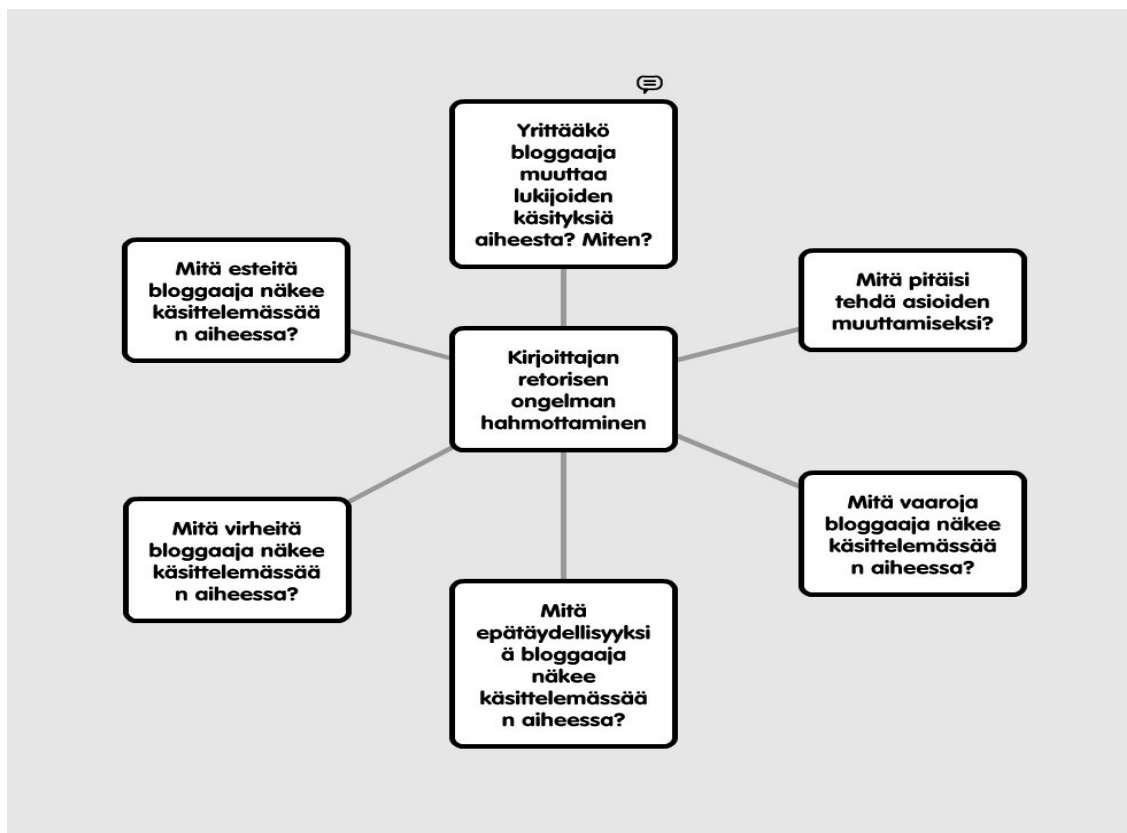 Yrittääkö
bloggaaja
muuttaa
lukijoiden
käsityksiä
aiheesta? Miten?
Mitä esteitä
bloggaaja näkee
käsittelemässää
n aiheessa?
Mitä pitäisi
tehdä asioiden
muuttamiseksi?
Kirjoittajan
retorisen
ongelman
hahmottaminen
Mitä virheitä
bloggaaja näkee
käsittelemässää
n aiheessa?
Mitä vaaroja
bloggaaja näkee
käsittelemässää
n aiheessa?
Mitä
epätäydellisyyksi
ä bloggaaja
näkee
käsittelemässää
n aiheessa?